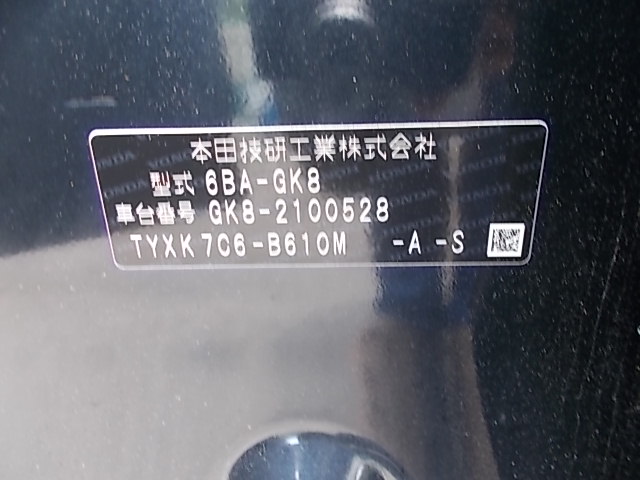 本田技研工業株式会社
型式 6BA-GK8
車台番号 GK8-2100528
TYXK7C6-B610M -A-S